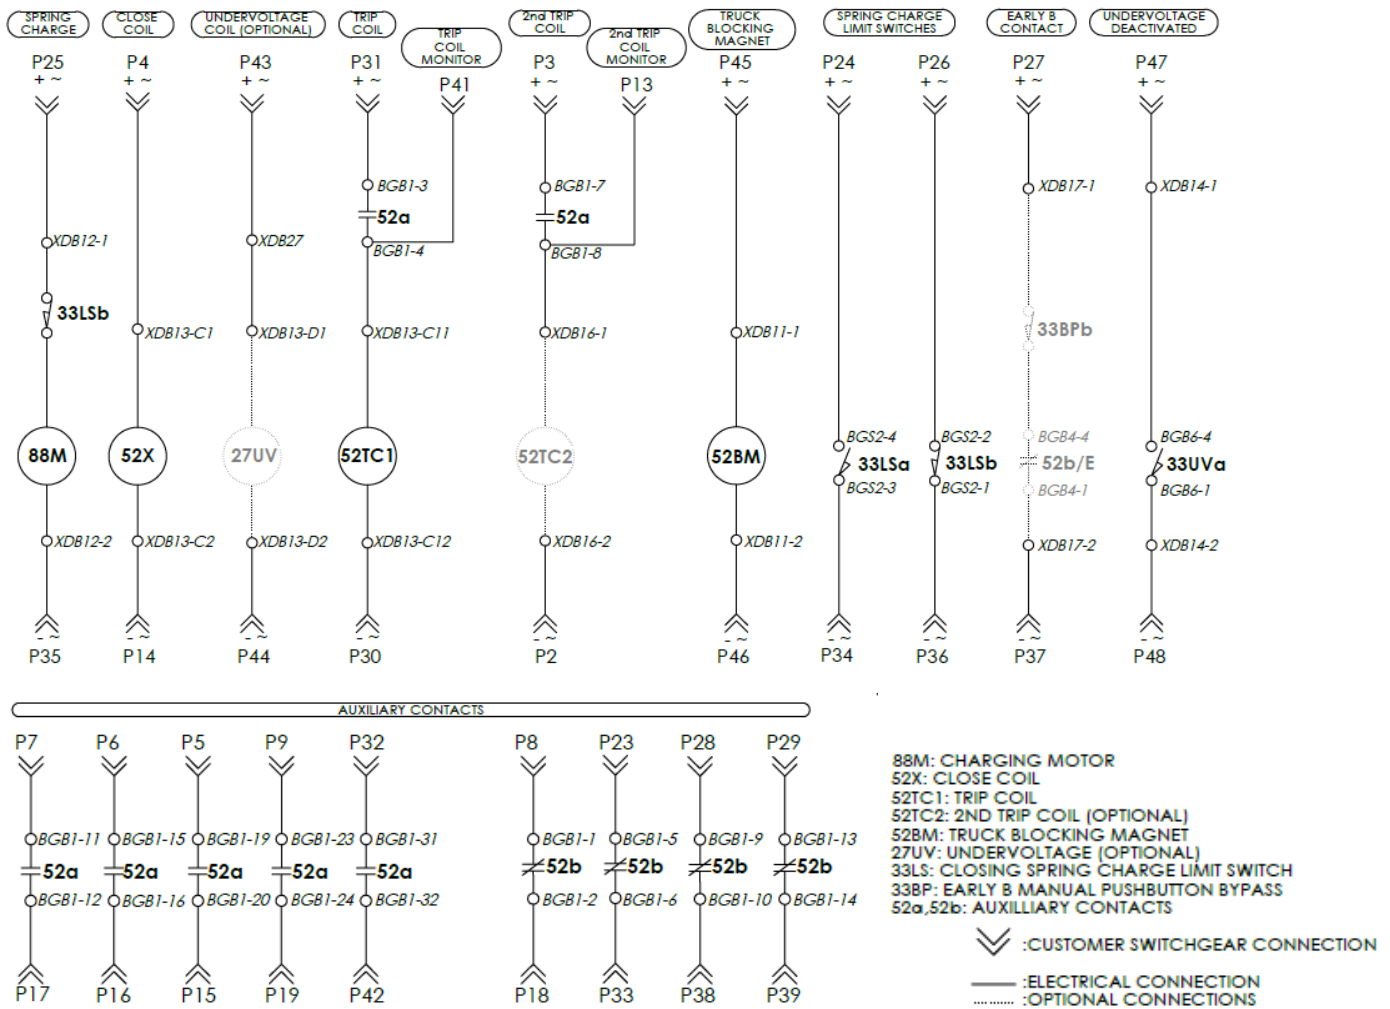 SPRING
CHARGE
CLOSE
COIL
UNDERVOLTAGE
COIL (OPTIONAL)
TRIP
COIL
TRIP
COIL
MONITOR
2nd TRIP
COIL
2nd TRIP
COIL
MONITOR
TRUCK
BLOCKING
MAGNET
SPRING CHARGE
LIMIT SWITCHES
EARLY B
CONTACT
UNDERVOLTAGE
DEACTIVATED
P25 P4 P43 P31 P41 P3 P13 P45 P24 P26 P27 P47
+ ~ + ~ + ~ + ~ + ~ + ~ + ~ + ~ + ~ + ~
BGB1-3 BGB1-7 XDB17-1 XDB14-1
52a 52a
XDB12-1 XDB27 BGB1-4 BGB1-8
33LSb
XDB13-C1 XDB13-D1 XDB13-C11 XDB16-1 XDB11-1 33BPb
BGS2-4 BGS2-2 BGB4-4 BGB6-4
88M 52X 27UV 52TC1 52TC2 52BM 33LSa 33LSb 52b/E 33UVa
BGS2-3 BGS2-1 BGB4-1 BGB6-1
XDB12-2 XDB13-C2 XDB13-D2 XDB13-C12 XDB16-2 XDB11-2 XDB17-2 XDB14-2
- ~ - ~ - ~ - ~ - ~ - ~ - ~ - ~ - ~ - ~
P35 P14 P44 P30 P2 P46 P34 P36 P37 P48
AUXILIARY CONTACTS
P7 P6 P5 P9 P32 P8 P23 P28 P29
BGB1-11 BGB1-15 BGB1-19 BGB1-23 BGB1-31 BGB1-1 BGB1-5 BGB1-9 BGB1-13
52a 52a 52a 52a 52a 52b 52b 52b 52b
BGB1-12 BGB1-16 BGB1-20 BGB1-24 BGB1-32 BGB1-2 BGB1-6 BGB1-10 BGB1-14
P17 P16 P15 P19 P42 P18 P33 P38 P39
88M: CHARGING MOTOR
52X: CLOSE COIL
52TC1: TRIP COIL
52TC2: 2ND TRIP COIL (OPTIONAL)
52BM: TRUCK BLOCKING MAGNET
27UV: UNDERVOLTAGE (OPTIONAL)
33LS: CLOSING SPRING CHARGE LIMIT SWITCH
33BP: EARLY B MANUAL PUSHBUTTON BYPASS
52a,52b: AUXILLIARY CONTACTS
:CUSTOMER SWITCHGEAR CONNECTION
:ELECTRICAL CONNECTION
:OPTIONAL CONNECTIONS